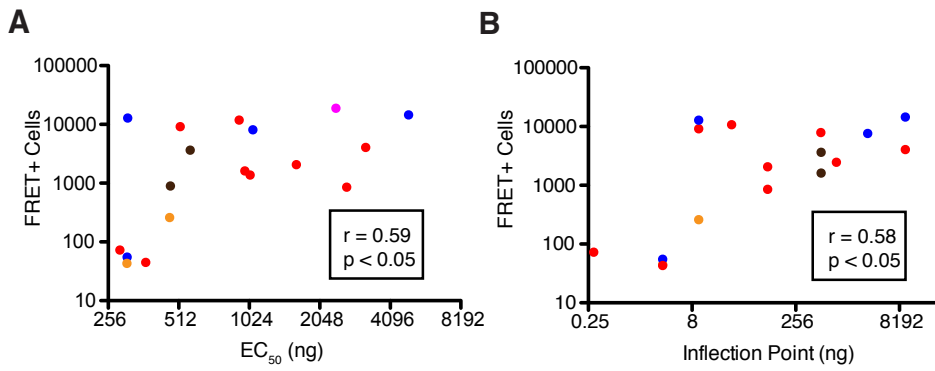 A
FRET+ Cells
100000
10000
1000
100
10
256 512 1024 2048 4096 8192
EC50 (ng)
r = 0.59
p < 0.05
B
FRET+ Cells
100000
10000
1000
100
10
0.25 8 256 8192
Inflection Point (ng)
r = 0.58
p < 0.05